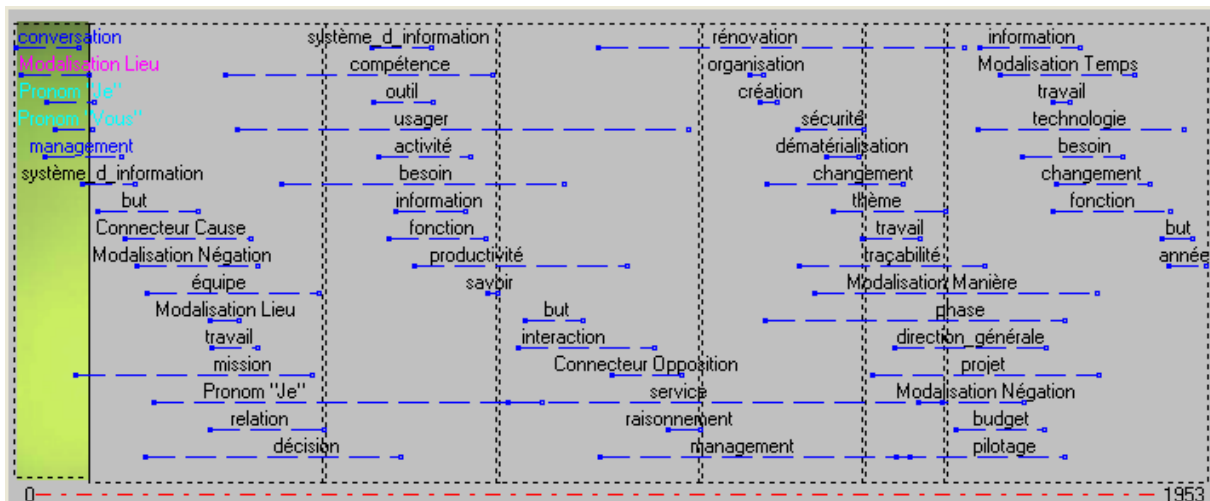 conversation système_d_information rénovation information
Modalisation Lieu compétence organisation Modalisation Temps
Pronom "Je" outil création travail
Pronom "Vous" usager sécurité technologie
management activité dématérialisation besoin
système_d_information besoin changement changement
but information thème fonction
Connecteur Cause fonction travail but
Modalisation Négation productivité traçabilité année
équipe savoir Modalisation Manière
Modalisation Lieu but phase
travail interaction direction_générale
mission Connecteur Opposition projet
Pronom "Je" service Modalisation Négation
relation raisonnement budget
décision management pilotage
0 1953